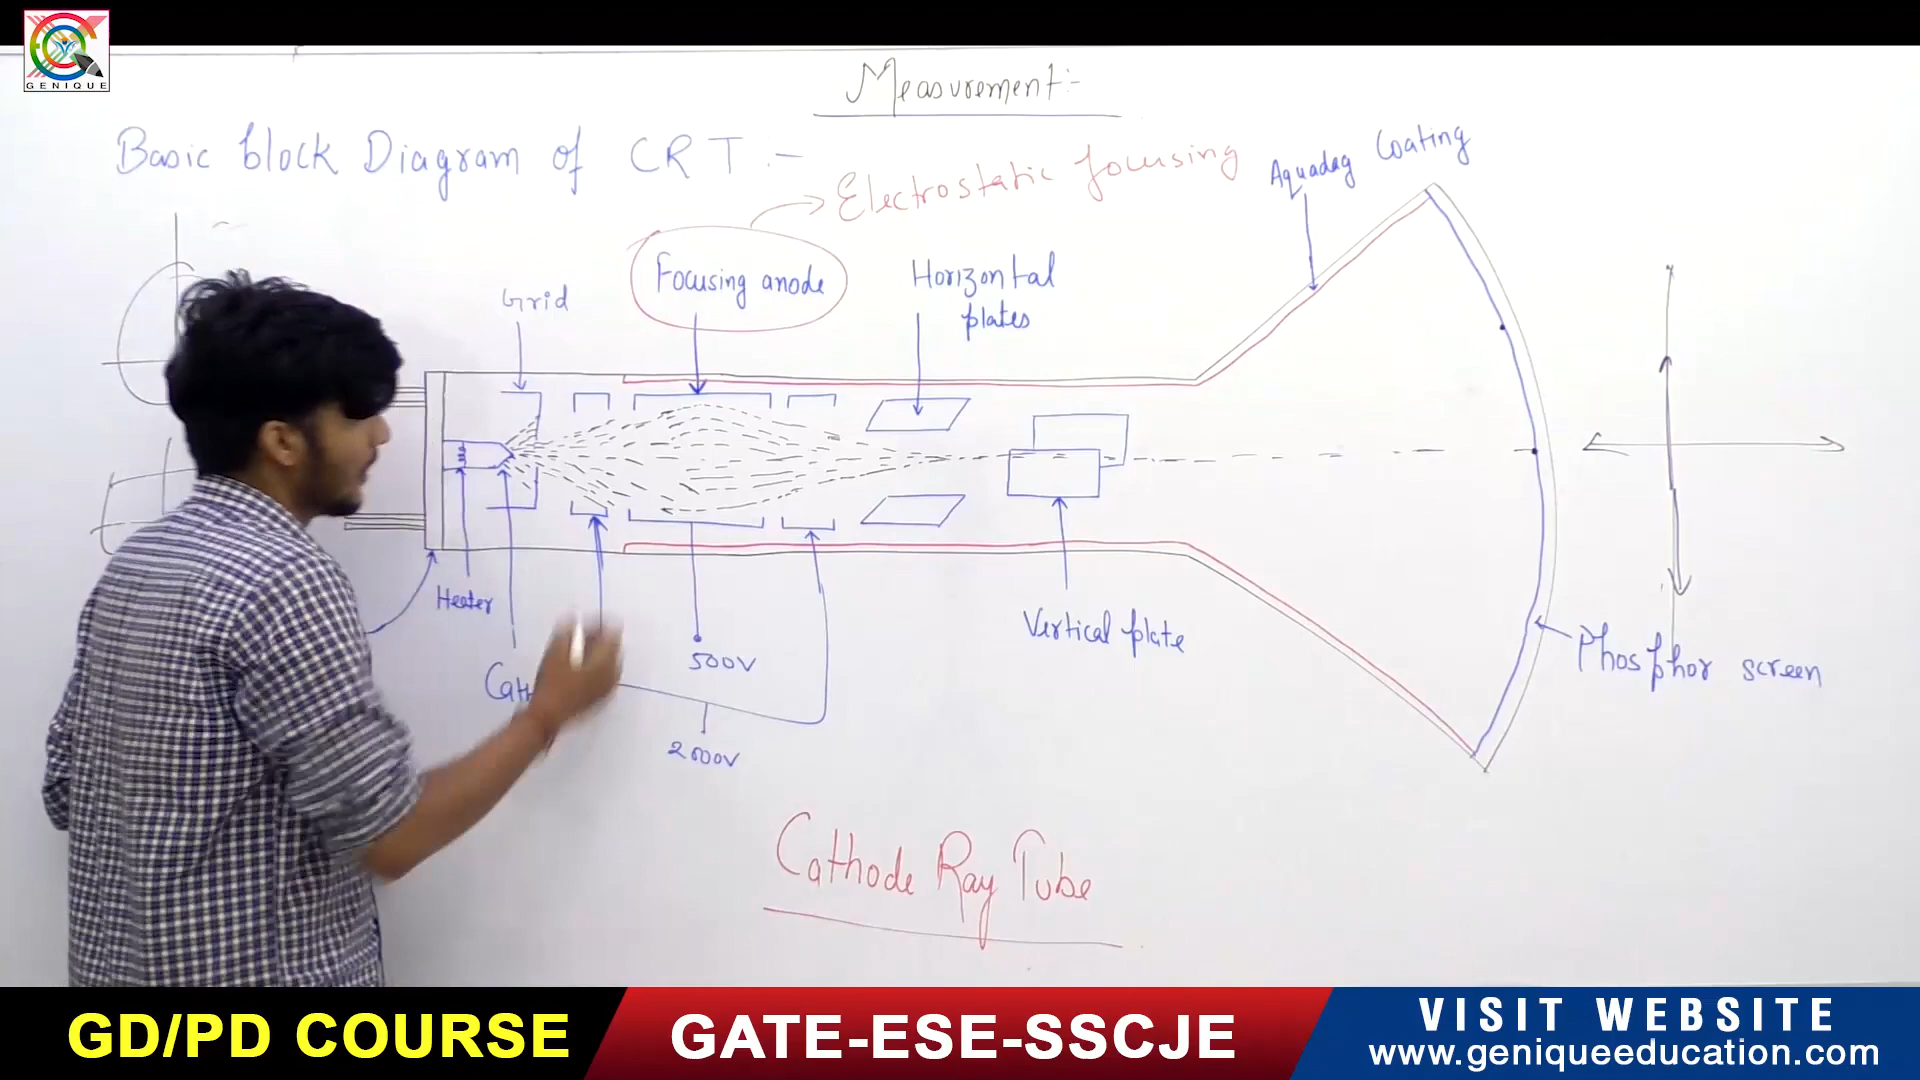 GENIQUE
Measurement:-
Basic block Diagram of CRT :-
Electrostatic focusing
Aquadag Coating
Grid
Focusing anode
Horizontal
plates
Heater
500V
2000V
Vertical plate
Phosphor screen
Cathode Ray Tube
GD/PD COURSE
GATE-ESE-SSCJE
VISIT WEBSITE
www.geniqueeducation.com